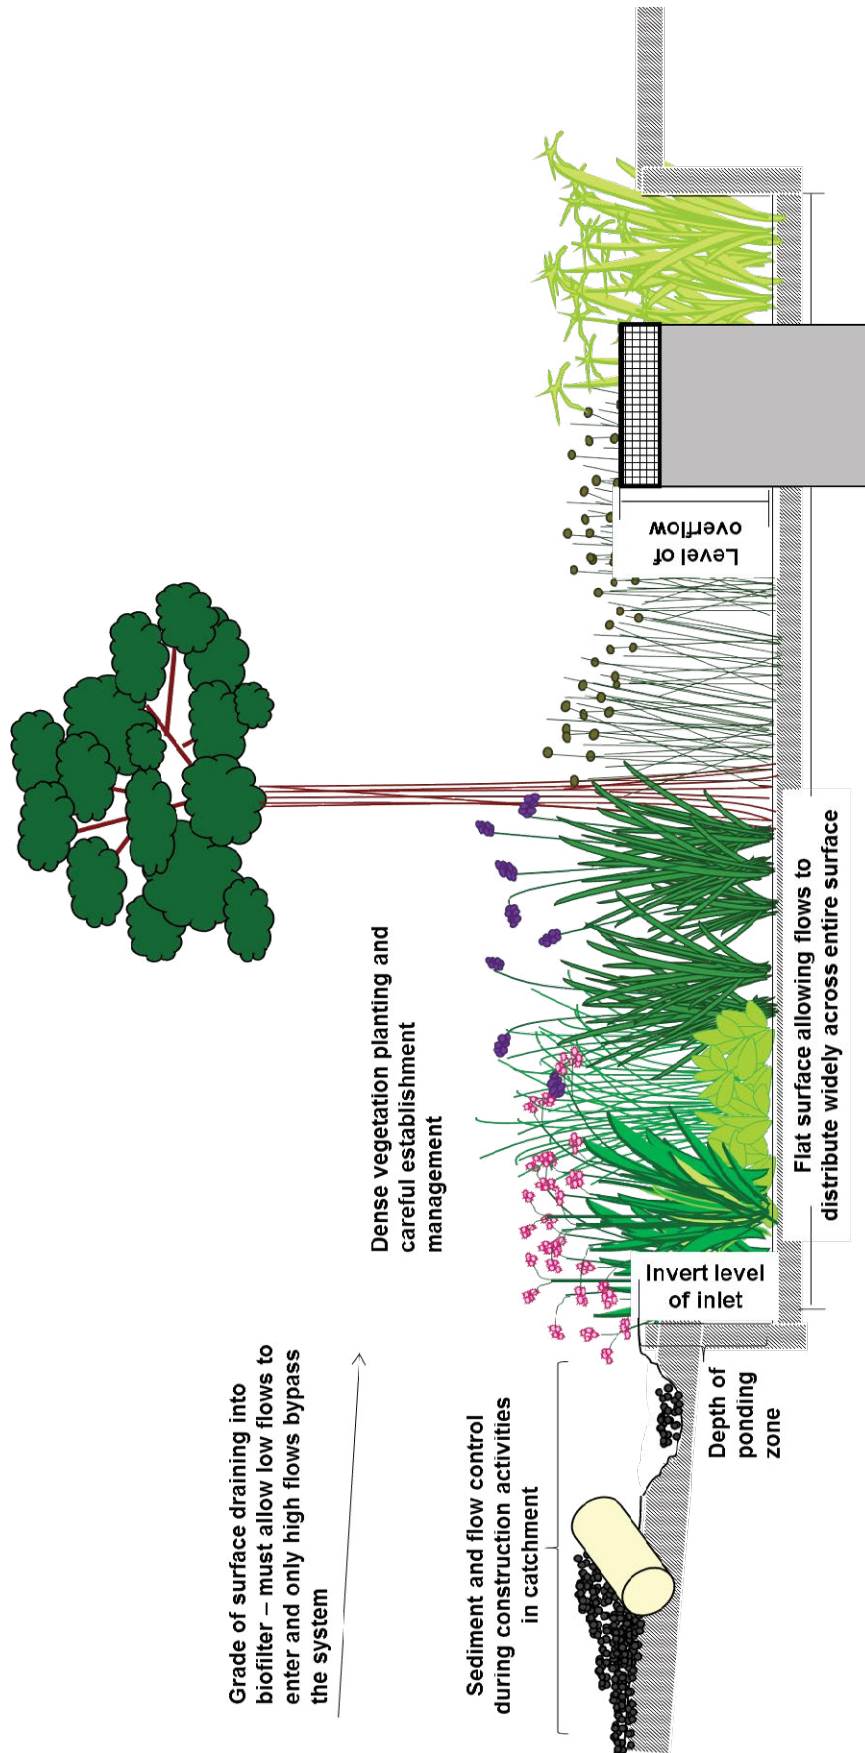 Grade of surface draining into
biofilter – must allow low flows to
enter and only high flows bypass
the system
Sediment and flow control
during construction activities
in catchment
Dense vegetation planting and
careful establishment
management
Depth of
ponding
zone
Invert level
of inlet
Flat surface allowing flows to
distribute widely across entire surface
Level of
overflow